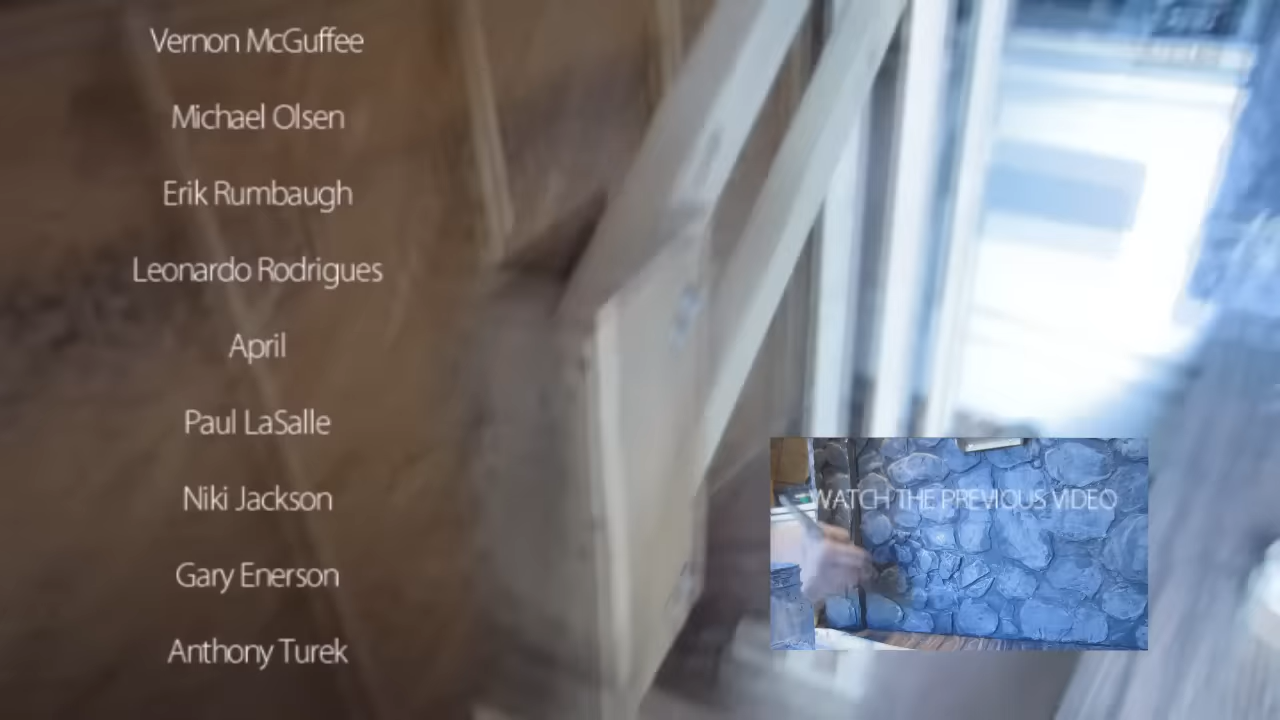 Vernon McGuffee
Michael Olsen
Erik Rumbaugh
Leonardo Rodrigues
April
Paul LaSalle
Niki Jackson
Gary Enerson
Anthony Turek
WATCH THE PREVIOUS VIDEO